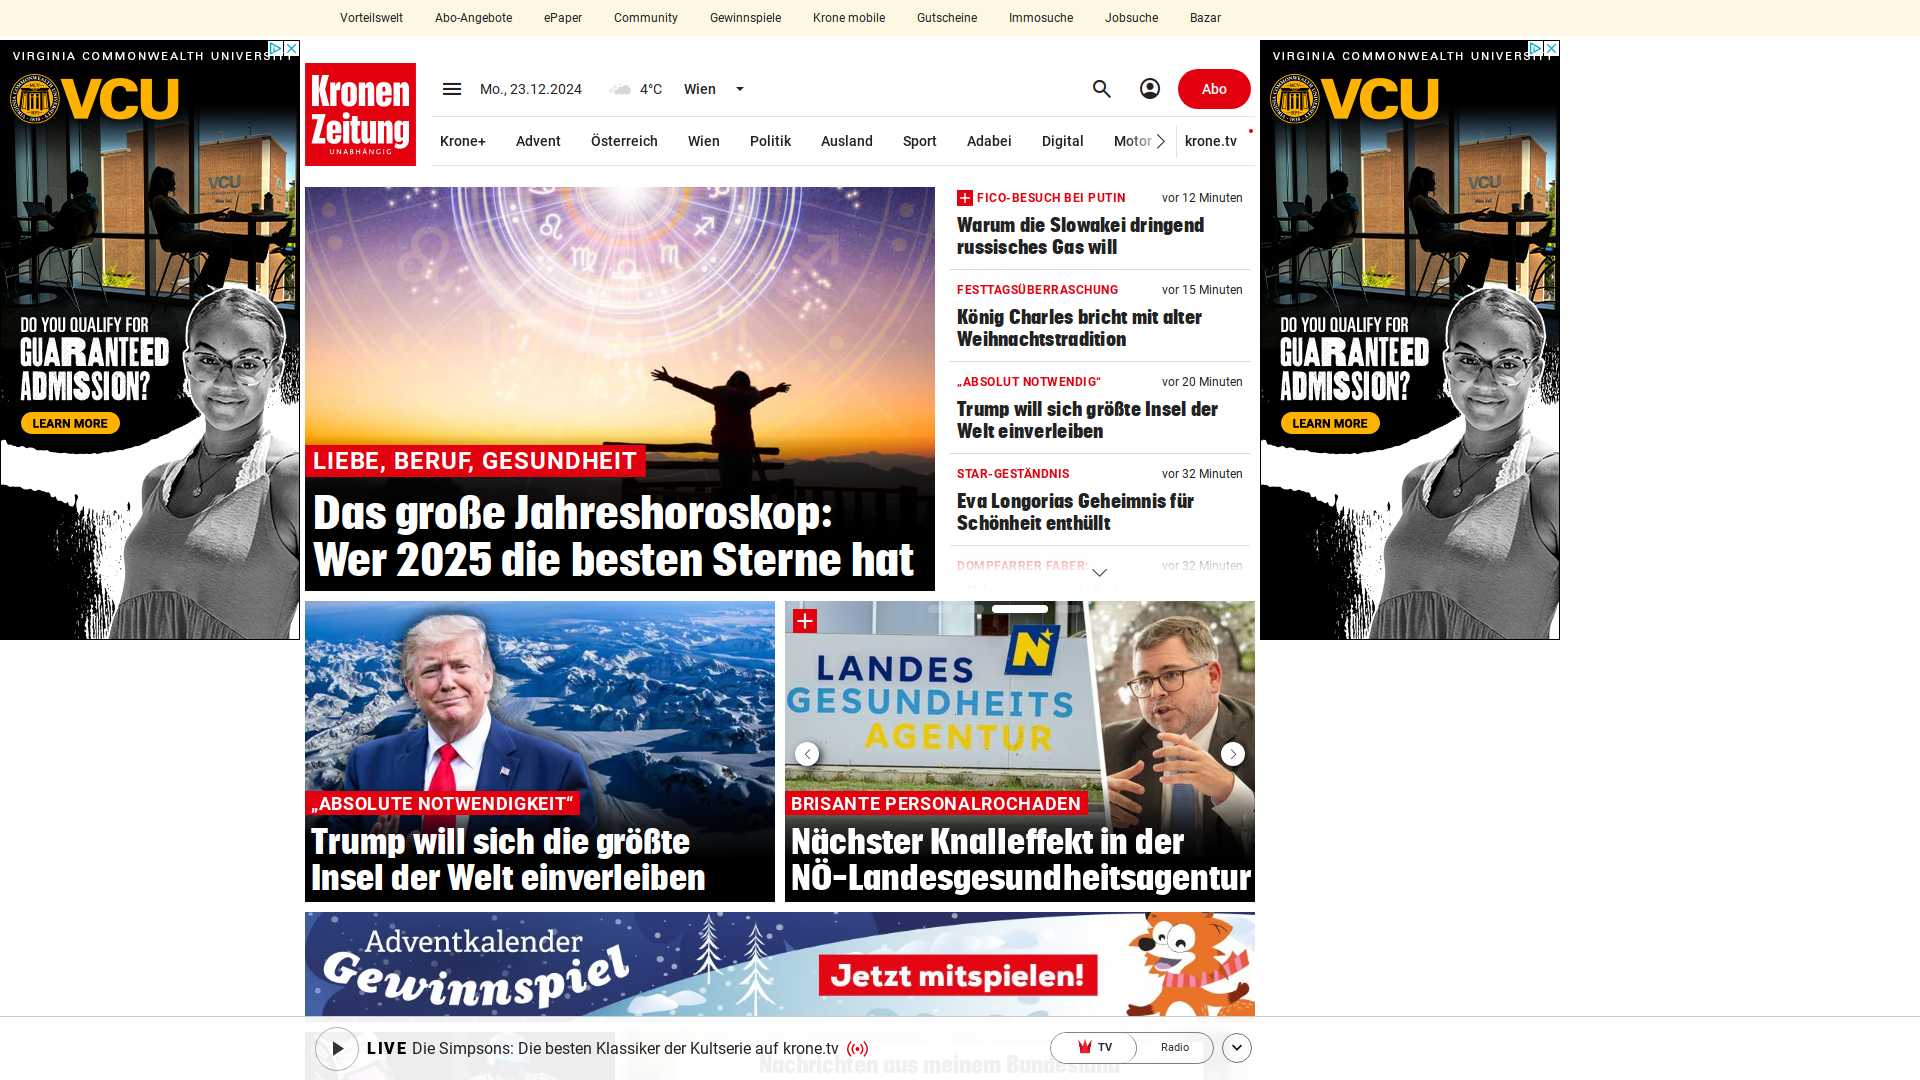 Vorteilswelt Abo-Angebote ePaper Community Gewinnspiele Krone mobile Gutscheine Immosuche Jobsuche Bazar
VIRGINIA COMMONWEALTH UNIVERSITY
VCU
VCU
DO YOU QUALIFY FOR
GUARANTEED
ADMISSION?
LEARN MORE
Kronen
Zeitung
UNABHÄNGIG
Mo., 23.12.2024 4°C Wien
Abo
Krone+ Advent Österreich Wien Politik Ausland Sport Adabei Digital Motor krone.tv
LIEBE, BERUF, GESUNDHEIT
Das große Jahreshoroskop:
Wer 2025 die besten Sterne hat
FICO-BESUCH BEI PUTIN vor 12 Minuten
Warum die Slowakei dringend
russisches Gas will
FESTTAGSÜBERRASCHUNG vor 15 Minuten
König Charles bricht mit alter
Weihnachtstradition
„ABSOLUT NOTWENDIG“ vor 20 Minuten
Trump will sich größte Insel der
Welt einverleiben
STAR-GESTÄNDNIS vor 32 Minuten
Eva Longorias Geheimnis für
Schönheit enthüllt
DOMPFARRER FABER: vor 32 Minuten
„ABSOLUTE NOTWENDIGKEIT“
Trump will sich die größte
Insel der Welt einverleiben
LANDES
GESUNDHEITS
AGENTUR
N
BRISANTE PERSONALROCHADEN
Nächster Knalleffekt in der
NÖ-Landesgesundheitsagentur
VIRGINIA COMMONWEALTH UNIVERSITY
VCU
VCU
DO YOU QUALIFY FOR
GUARANTEED
ADMISSION?
LEARN MORE
Adventkalender
Gewinnspiel
Jetzt mitspielen!
LIVE Die Simpsons: Die besten Klassiker der Kultserie auf krone.tv
TV Radio
Nachrichten aus meinem Bundesland